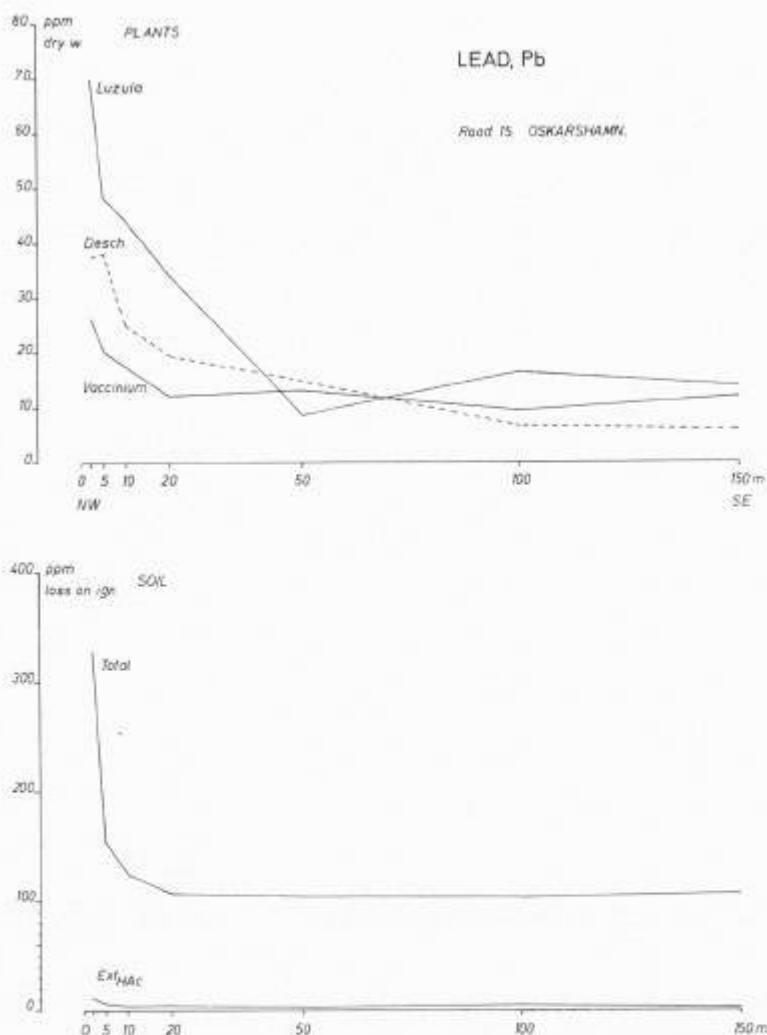 80 ppm PLANTS
dry w
LEAD, Pb
70
Luzula
Road 15 OSKARSHAMN.
60
50
40 Desch.
30
20
Vaccinium
10
0
0 5 10 20 50 100 150 m
NW SE
400 ppm SOIL
loss on ign
Total
300
200
100
Ext HAc
0
0 5 10 20 50 100 150 m